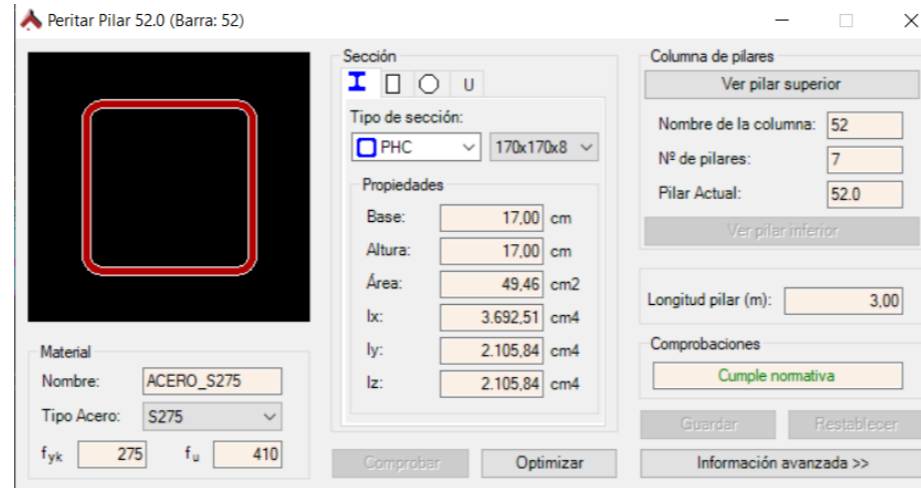 Peritar Pilar 52.0 (Barra: 52)
Sección
U
Tipo de sección:
PHC
170x170x8
Propiedades
Base: 17,00 cm
Altura: 17,00 cm
Área: 49,46 cm2
Ix: 3.692,51 cm4
Iy: 2.105,84 cm4
Iz: 2.105,84 cm4
Comprobar
Optimizar
Material
Nombre: ACERO_S275
Tipo Acero: S275
fyk 275 fu 410
Columna de pilares
Ver pilar superior
Nombre de la columna: 52
Nº de pilares: 7
Pilar Actual: 52.0
Ver pilar inferior
Longitud pilar (m): 3,00
Comprobaciones
Cumple normativa
Guardar
Restablecer
Información avanzada >>